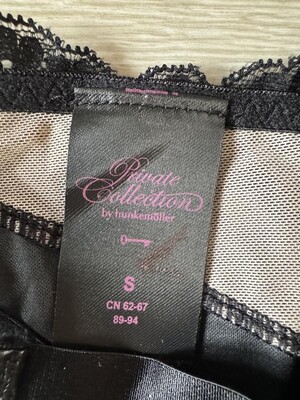 Private
Collection
by hunkemöller
S
CN 62-67
89-94